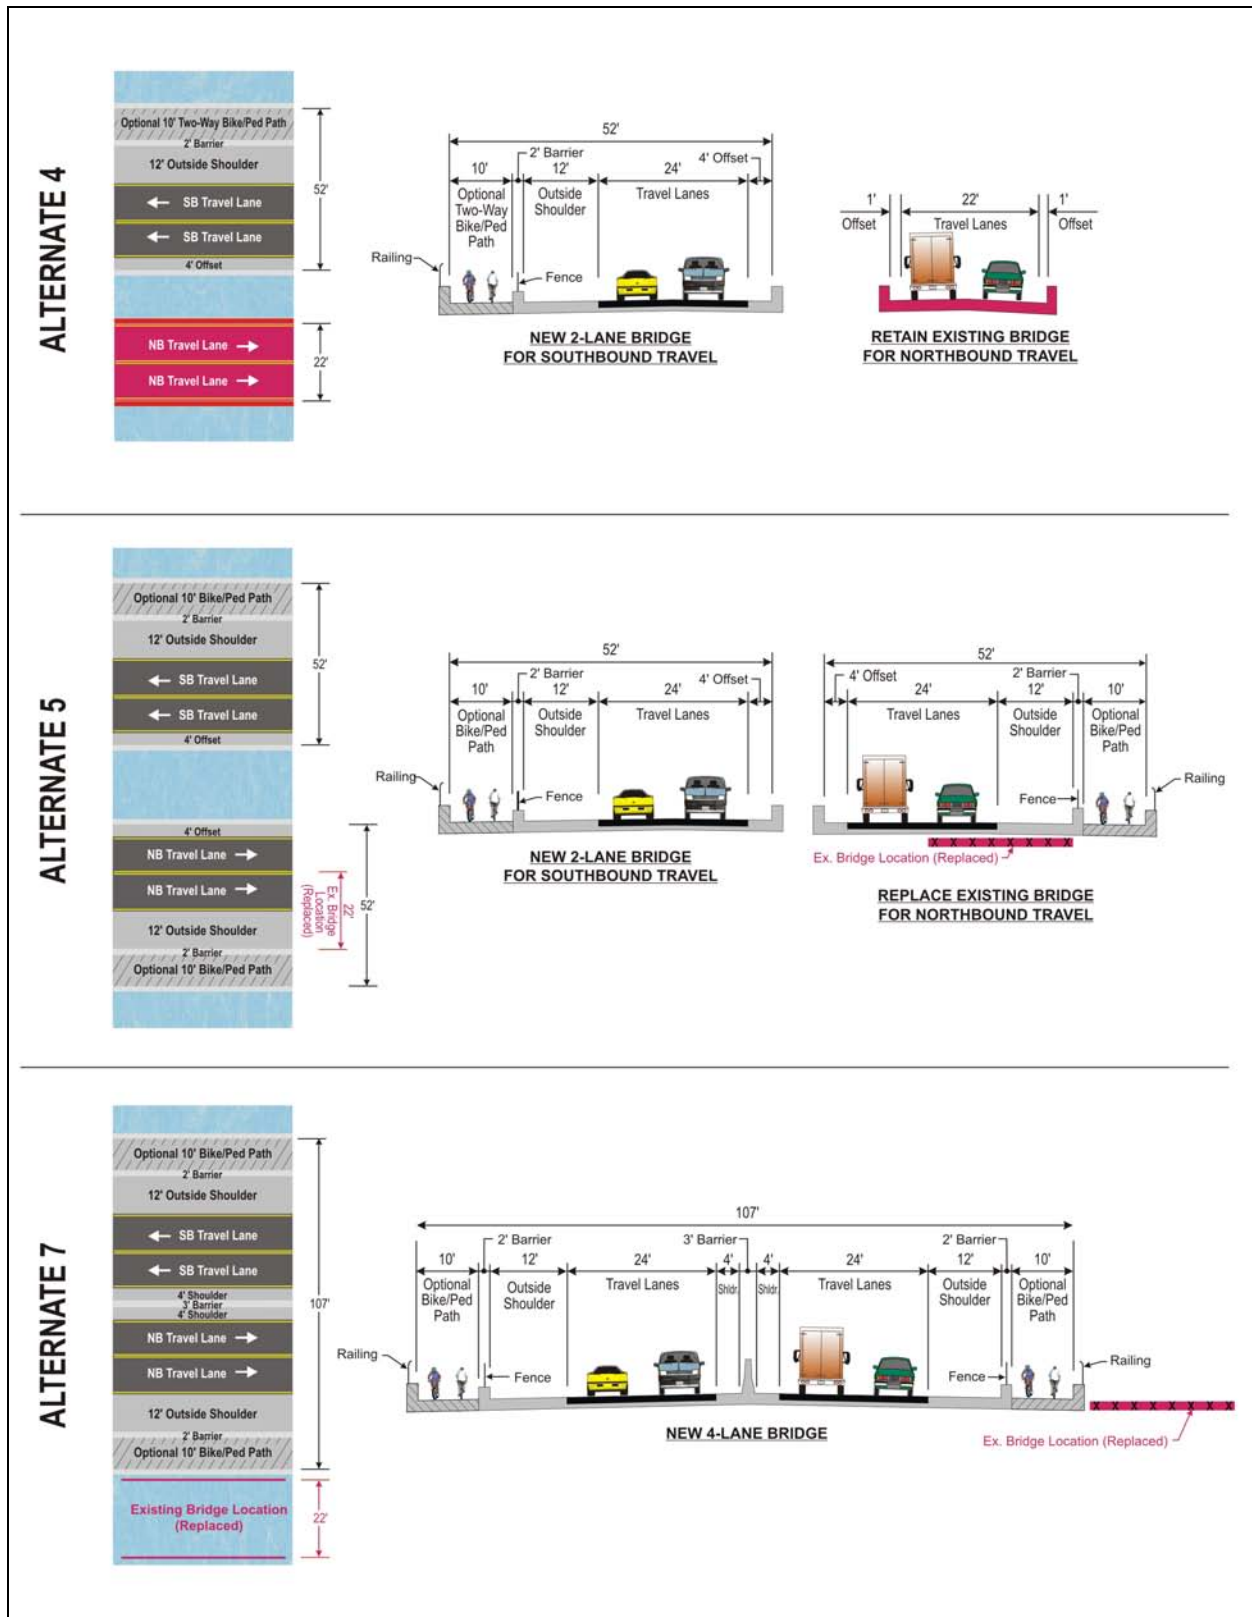 ALTERNATE 4
Optional 10' Two-Way Bike/Ped Path
2' Barrier
12' Outside Shoulder
SB Travel Lane
SB Travel Lane
4' Offset
52'
NB Travel Lane
NB Travel Lane
22'
52'
2' Barrier
4' Offset
10'
12'
24'
Optional
Two-Way
Bike/Ped
Path
Outside
Shoulder
Travel Lanes
Railing
Fence
NEW 2-LANE BRIDGE
FOR SOUTHBOUND TRAVEL
1'
22'
1'
Offset
Travel Lanes
Offset
RETAIN EXISTING BRIDGE
FOR NORTHBOUND TRAVEL
ALTERNATE 5
Optional 10' Bike/Ped Path
2' Barrier
12' Outside Shoulder
SB Travel Lane
SB Travel Lane
4' Offset
52'
4' Offset
NB Travel Lane
NB Travel Lane
12' Outside Shoulder
2' Barrier
Optional 10' Bike/Ped Path
22'
Ex. Bridge
Location
(Replaced)
52'
52'
2' Barrier
4' Offset
10'
12'
24'
Optional
Bike/Ped
Path
Outside
Shoulder
Travel Lanes
Railing
Fence
NEW 2-LANE BRIDGE
FOR SOUTHBOUND TRAVEL
52'
4' Offset
2' Barrier
24'
12'
10'
Travel Lanes
Outside
Shoulder
Optional
Bike/Ped
Path
Railing
Fence
X X X X X X X X
Ex. Bridge Location (Replaced)
REPLACE EXISTING BRIDGE
FOR NORTHBOUND TRAVEL
ALTERNATE 7
Optional 10' Bike/Ped Path
2' Barrier
12' Outside Shoulder
SB Travel Lane
SB Travel Lane
4' Shoulder
3' Barrier
4' Shoulder
NB Travel Lane
NB Travel Lane
12' Outside Shoulder
2' Barrier
Optional 10' Bike/Ped Path
107'
Existing Bridge Location
(Replaced)
22'
107'
2' Barrier
3' Barrier
2' Barrier
10'
12'
24'
4'
4'
24'
12'
10'
Optional
Bike/Ped
Path
Outside
Shoulder
Travel Lanes
Shldr.
Shldr.
Travel Lanes
Outside
Shoulder
Optional
Bike/Ped
Path
Railing
Fence
Fence
Railing
X X X X X X X X
NEW 4-LANE BRIDGE
Ex. Bridge Location (Replaced)